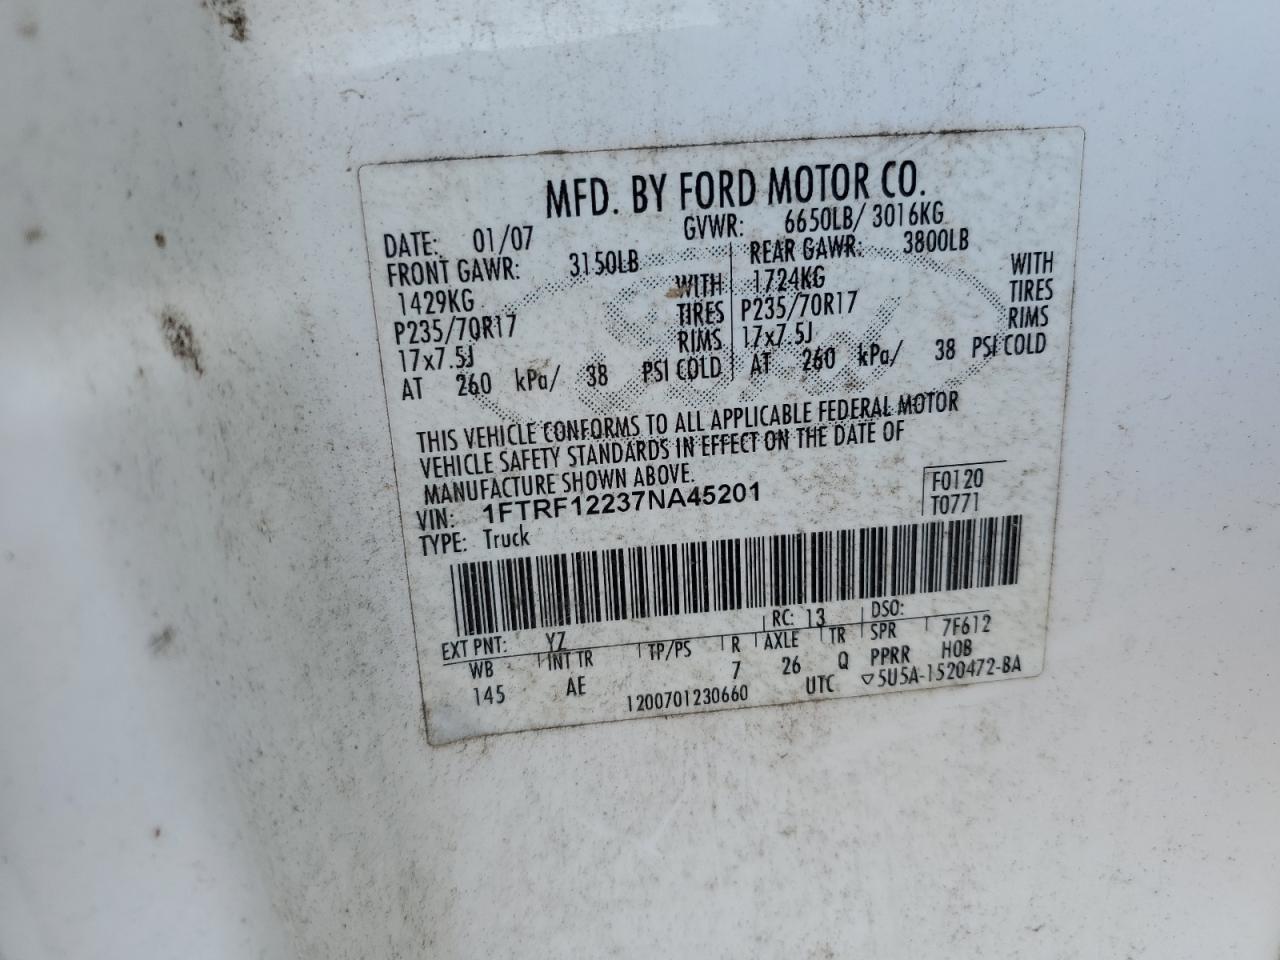 MFD. BY FORD MOTOR CO.
DATE: 01/07 GVWR: 6650LB/ 3016KG
FRONT GAWR: 3150LB REAR GAWR: 3800LB
1429KG WITH 1724KG WITH
P235/70R17 TIRES P235/70R17 TIRES
17x7.5J RIMS 17x7.5J RIMS
AT 260 kPa/ 38 PSI COLD AT 260 kPa/ 38 PSI COLD
THIS VEHICLE CONFORMS TO ALL APPLICABLE FEDERAL MOTOR
VEHICLE SAFETY STANDARDS IN EFFECT ON THE DATE OF
MANUFACTURE SHOWN ABOVE.
VIN: 1FTRF12237NA45201 F0120
TYPE: Truck T0771
EXT PNT: YZ RC: 13 DSO:
WB INT TR TP/PS R AXLE TR SPR 7F612
145 AE 7 26 Q PPRR H0B
1200701230660 UTC ▽5U5A-1520472-BA